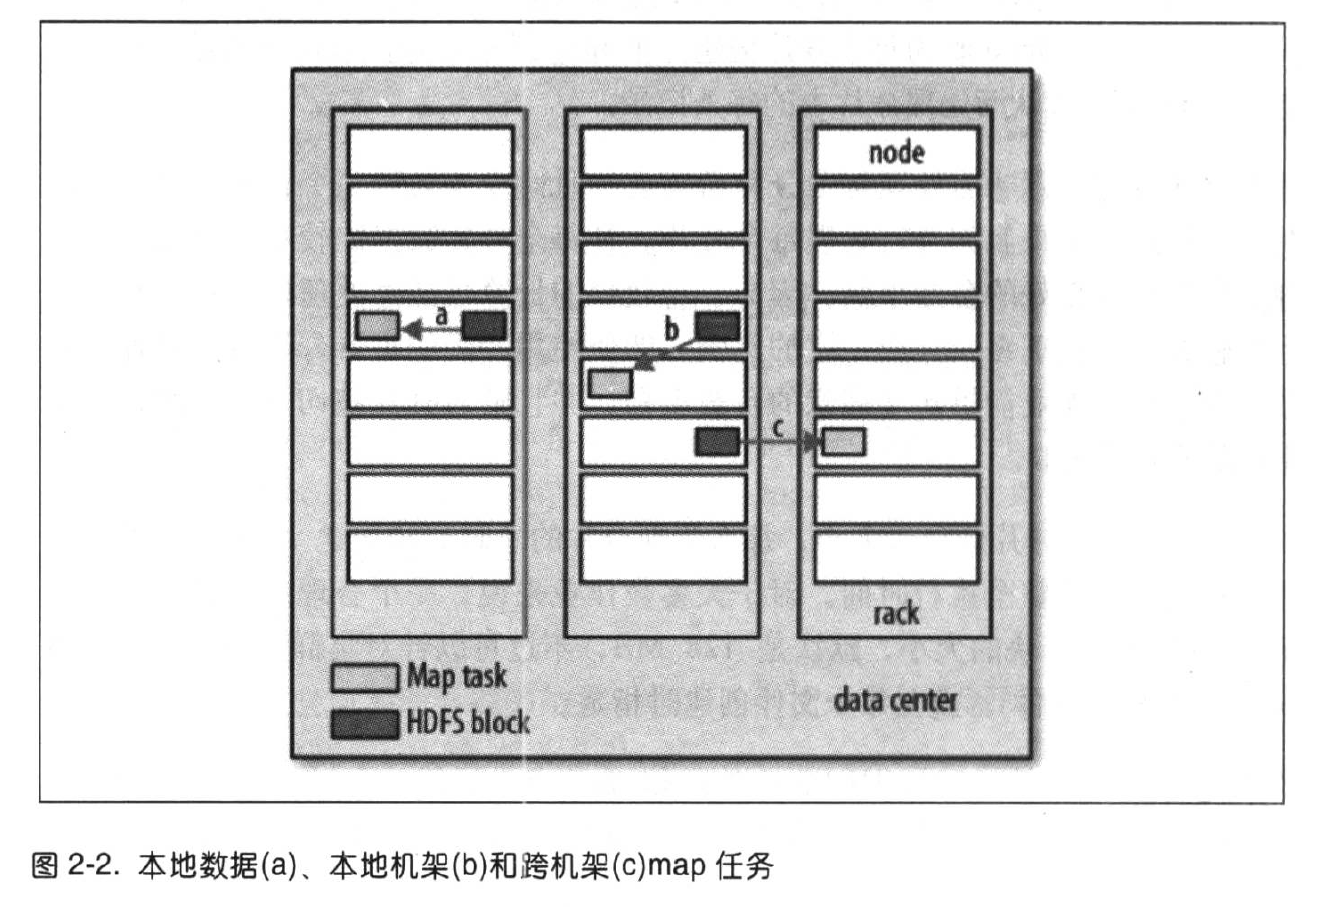 node
a
b
c
rack
Map task
data center
HDFS block
图 2-2. 本地数据(a)、本地机架(b)和跨机架(c)map 任务